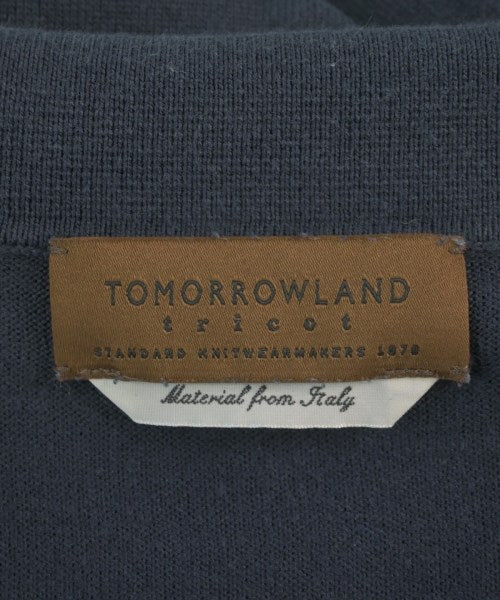 TOMORROWLAND
tricot
STANDARD KNITWEARMAKERS 1978
Material from Italy